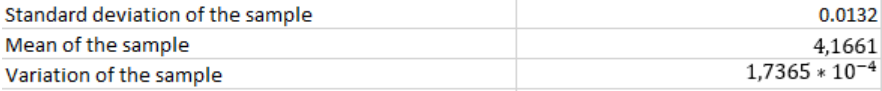 Standard deviation of the sample 0.0132
Mean of the sample 4,1661
Variation of the sample 1,7365 * 10⁻⁴